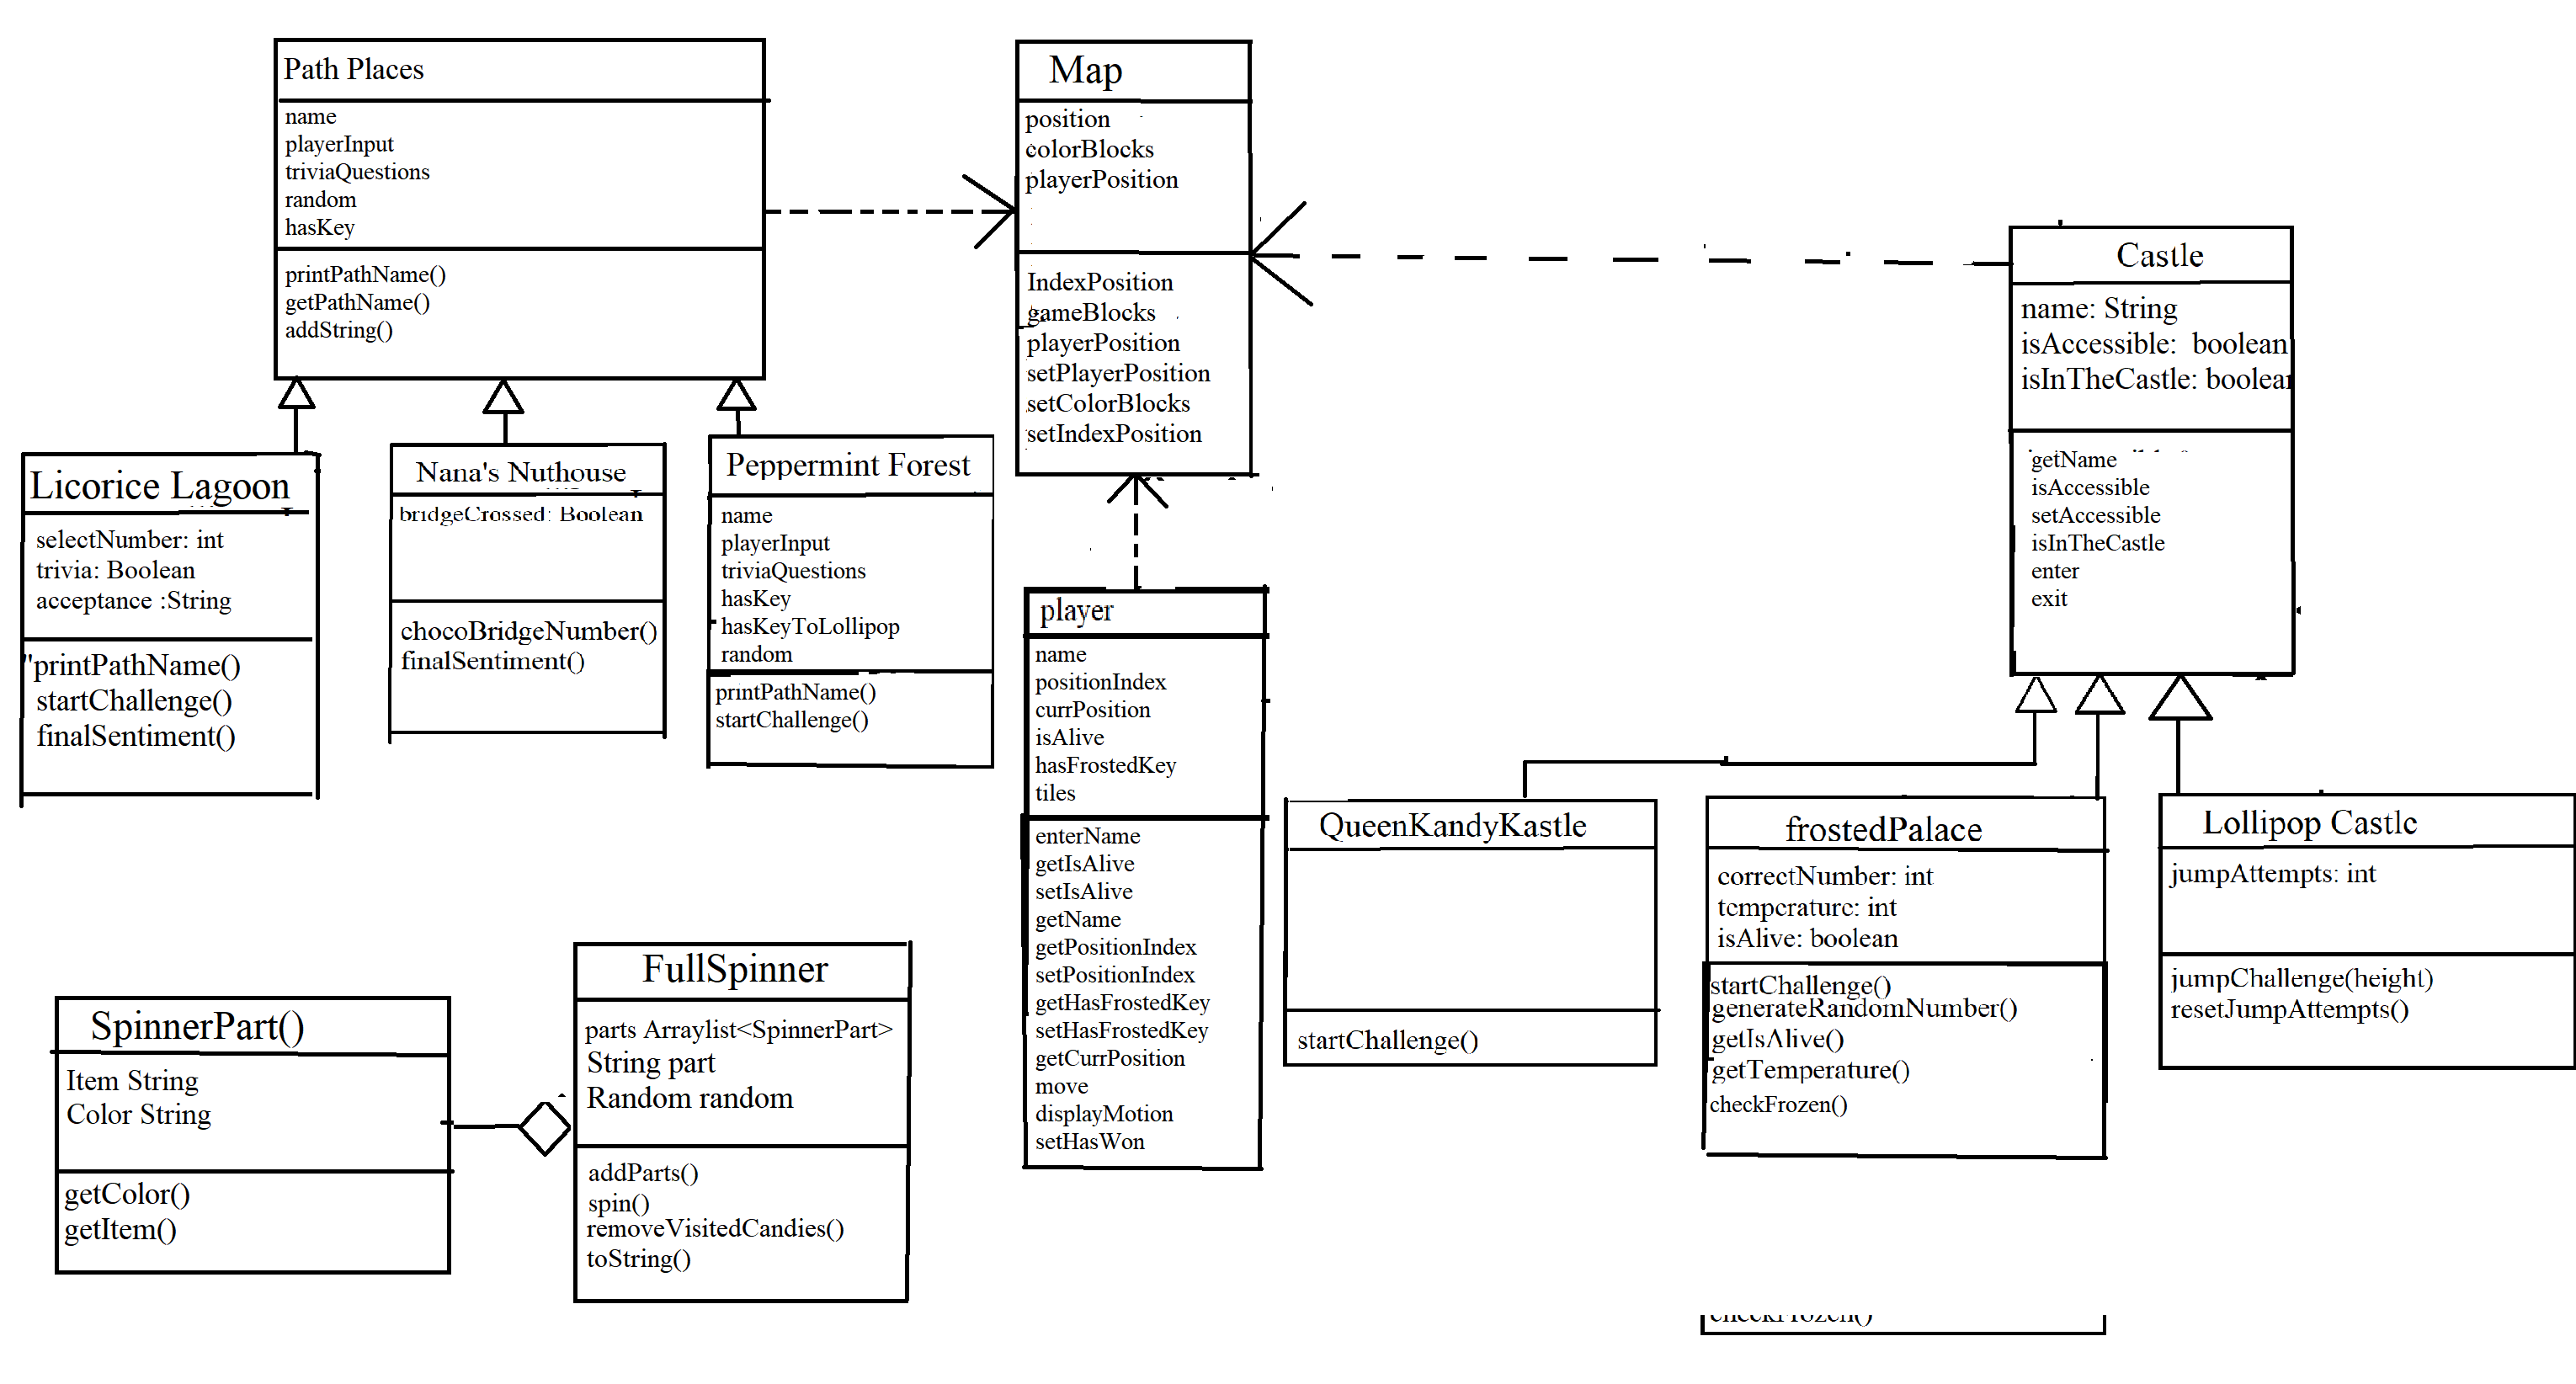 Path Places
name
playerInput
triviaQuestions
random
hasKey
printPathName()
getPathName()
addString()
Map
position
colorBlocks
playerPosition
IndexPosition
gameBlocks
playerPosition
setPlayerPosition
setColorBlocks
setIndexPosition
Castle
name: String
isAccessible:  boolean
isInTheCastle: boolean
getName
isAccessible
setAccessible
isInTheCastle
enter
exit
Licorice Lagoon
selectNumber: int
trivia: Boolean
acceptance :String
"printPathName()
startChallenge()
finalSentiment()
Nana's Nuthouse
bridgeCrossed: Boolean
chocoBridgeNumber()
finalSentiment()
Peppermint Forest
name
playerInput
triviaQuestions
hasKey
hasKeyToLollipop
random
printPathName()
startChallenge()
player
name
positionIndex
currPosition
isAlive
hasFrostedKey
tiles
enterName
getIsAlive
setIsAlive
getName
getPositionIndex
setPositionIndex
getHasFrostedKey
setHasFrostedKey
getCurrPosition
move
displayMotion
setHasWon
QueenKandyKastle
startChallenge()
frostedPalace
correctNumber: int
temperature: int
isAlive: boolean
startChallenge()
generateRandomNumber()
getIsAlive()
getTemperature()
checkFrozen()
checkFrozen()
Lollipop Castle
jumpAttempts: int
jumpChallenge(height)
resetJumpAttempts()
SpinnerPart()
Item String
Color String
getColor()
getItem()
FullSpinner
parts Arraylist<SpinnerPart>
String part
Random random
addParts()
spin()
removeVisitedCandies()
toString()